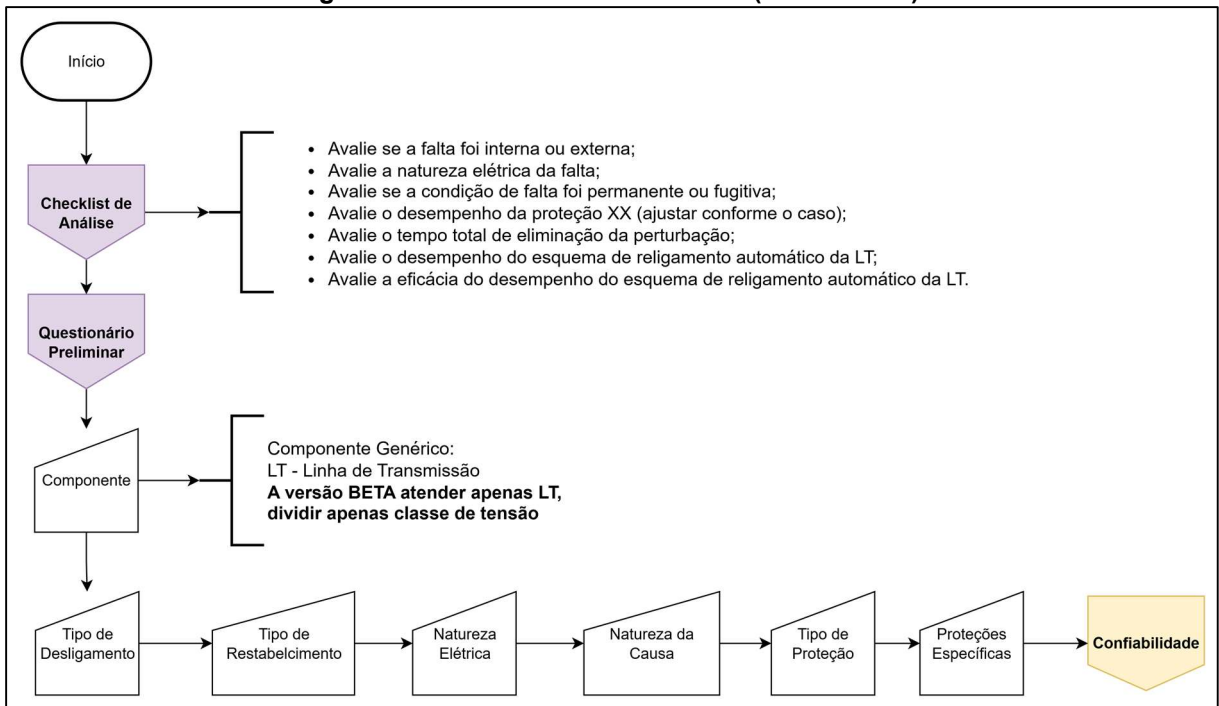 Início
Checklist de
Análise
• Avalie se a falta foi interna ou externa;
• Avalie a natureza elétrica da falta;
• Avalie se a condição de falta foi permanente ou fugitiva;
• Avalie o desempenho da proteção XX (ajustar conforme o caso);
• Avalie o tempo total de eliminação da perturbação;
• Avalie o desempenho do esquema de religamento automático da LT;
• Avalie a eficácia do desempenho do esquema de religamento automático da LT.
Questionário
Preliminar
Componente
Componente Genérico:
LT - Linha de Transmissão
A versão BETA atender apenas LT,
dividir apenas classe de tensão
Tipo de
Desligamento
Tipo de
Restabelcimento
Natureza
Elétrica
Natureza da
Causa
Tipo de
Proteção
Proteções
Específicas
Confiabilidade